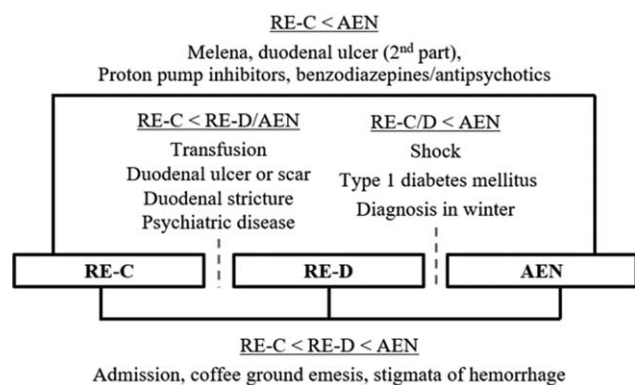 RE-C < AEN
Melena, duodenal ulcer (2nd part),
Proton pump inhibitors, benzodiazepines/antipsychotics
RE-C < RE-D/AEN
Transfusion
Duodenal ulcer or scar
Duodenal stricture
Psychiatric disease
RE-C/D < AEN
Shock
Type 1 diabetes mellitus
Diagnosis in winter
RE-C
RE-D
AEN
RE-C < RE-D < AEN
Admission, coffee ground emesis, stigmata of hemorrhage